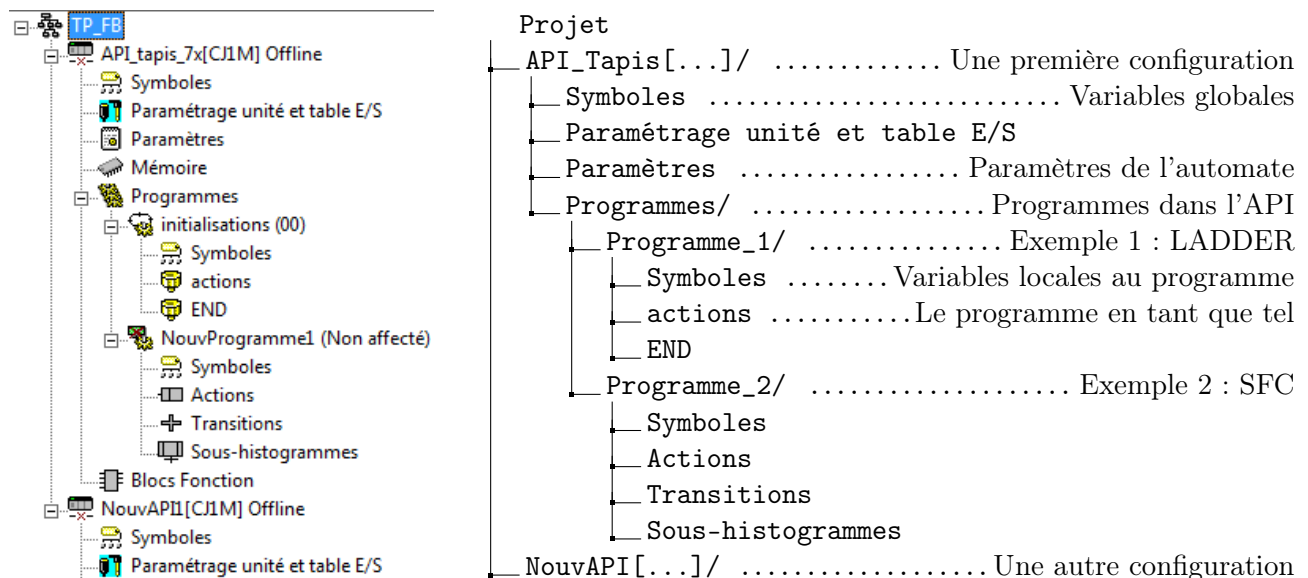 TP_FB
API_tapis_7x[CJ1M] Offline
Symboles
Paramétrage unité et table E/S
Paramètres
Mémoire
Programmes
initialisations (00)
Symboles
actions
END
NouvProgramme1 (Non affecté)
Symboles
Actions
Transitions
Sous-histogrammes
Blocs Fonction
NouvAPI1[CJ1M] Offline
Symboles
Paramétrage unité et table E/S
Projet
API_Tapis[...]/ ............. Une première configuration
Symboles ........................... Variables globales
Paramétrage unité et table E/S
Paramètres ................. Paramètres de l'automate
Programmes/ .................. Programmes dans l'API
Programme_1/ ............... Exemple 1 : LADDER
Symboles ........ Variables locales au programme
actions ........... Le programme en tant que tel
END
Programme_2/ .................... Exemple 2 : SFC
Symboles
Actions
Transitions
Sous-histogrammes
NouvAPI[...]/ ................... Une autre configuration